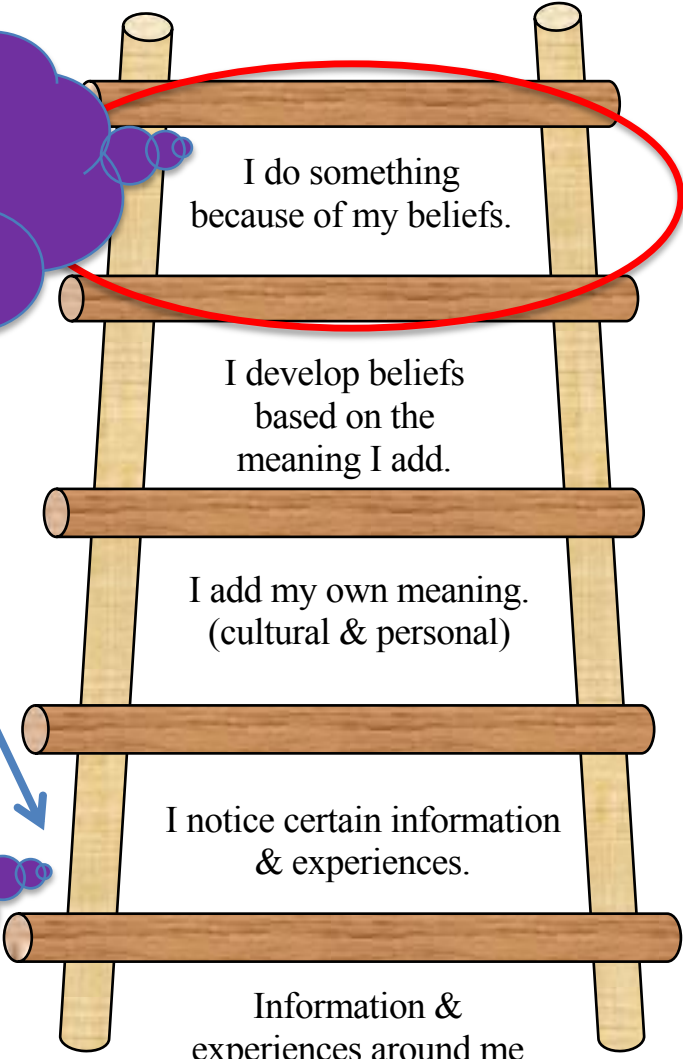 I do something
because of my beliefs.
I develop beliefs
based on the
meaning I add.
I add my own meaning.
(cultural & personal)
I notice certain information
& experiences.
Information &
experiences around me